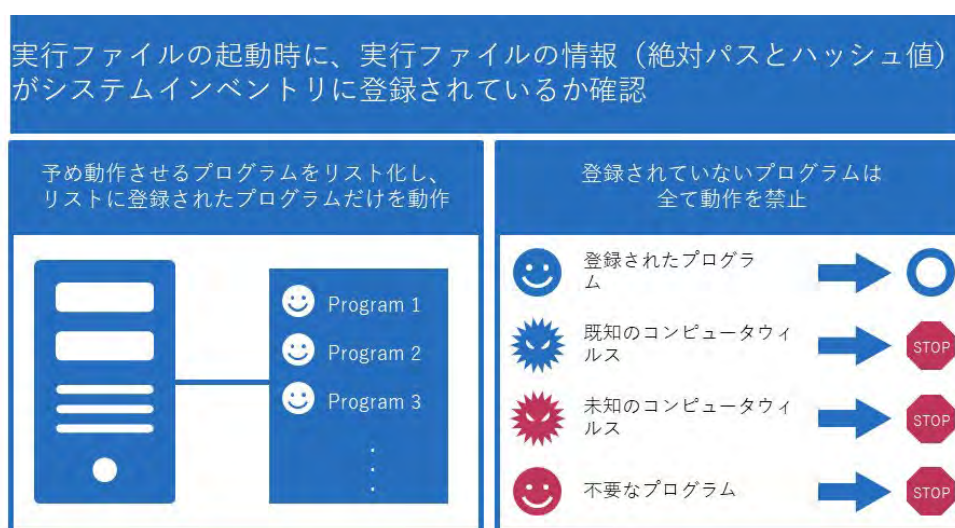 実行ファイルの起動時に、実行ファイルの情報（絶対パスとハッシュ値）
がシステムインベントリに登録されているか確認
予め動作させるプログラムをリスト化し、
リストに登録されたプログラムだけを動作
Program 1
Program 2
Program 3
登録されていないプログラムは
全て動作を禁止
登録されたプログラ
ム
既知のコンピュータウィ
ルス
STOP
未知のコンピュータウィ
ルス
STOP
不要なプログラム
STOP